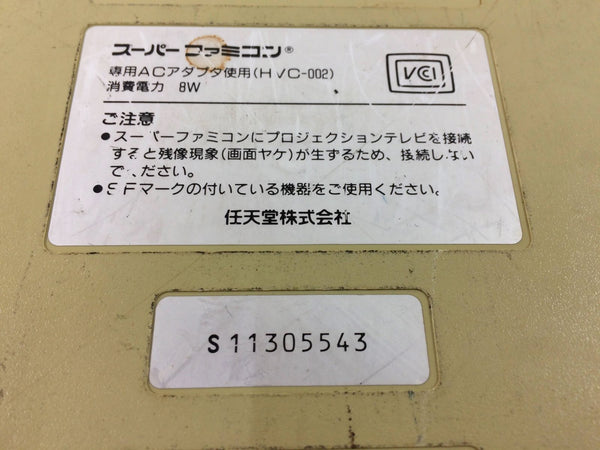 スーパーファミコン®
専用ACアダプタ使用(HVC-002)
消費電力 8W
VCCI
ご注意
●スーパーファミコンにプロジェクションテレビを接続
すると残像現象(画面ヤケ)が生ずるため、接続しない
でください。
●SFマークの付いている機器をご使用ください。
任天堂株式会社
S11305543